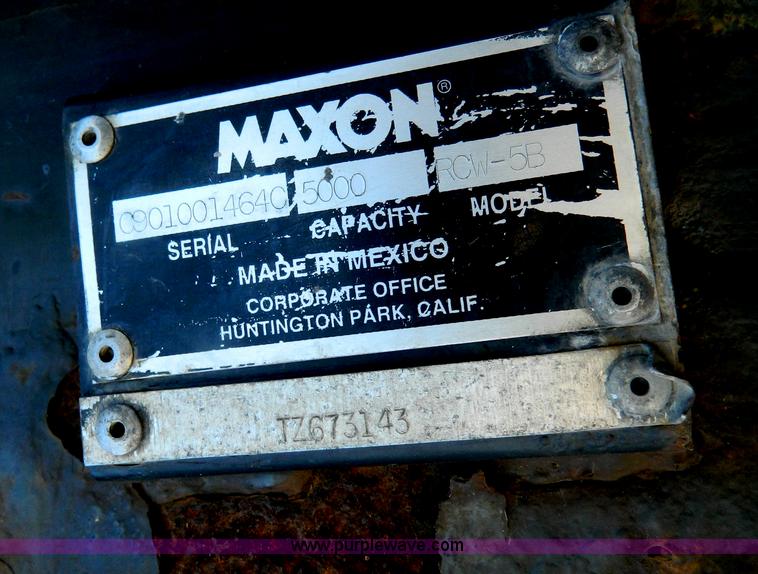 MAXON®
09010014640 5000 RCW-5B
SERIAL CAPACITY MODEL
MADE IN MEXICO
CORPORATE OFFICE
HUNTINGTON PARK, CALIF.
TZ673143
www.purplewave.com